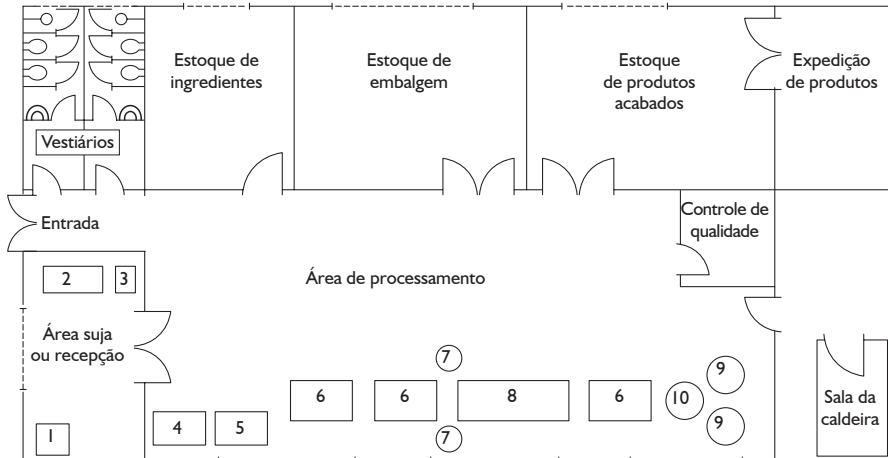 Estoque de
ingredientes
Estoque de
embalgem
Estoque
de produtos
acabados
Expedição
de produtos
Vestiários
Entrada
Controle de
qualidade
Área de processamento
2
3
Área suja
ou recepção
1
4
5
6
6
7
7
8
6
10
9
9
Sala da
caldeira